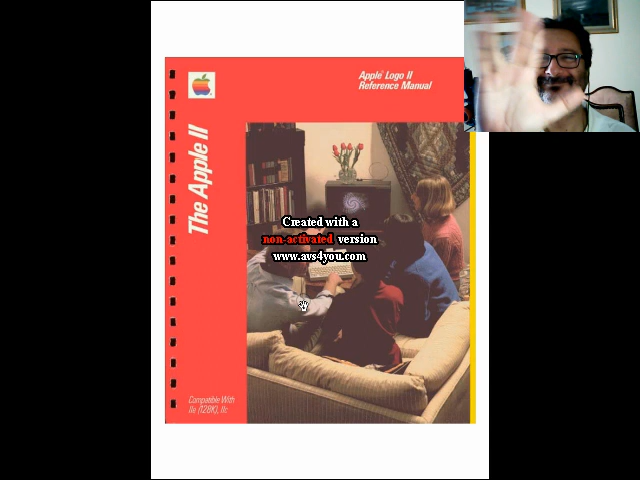 Apple Logo II
Reference Manual
The Apple II
Created with a
non-activated version
www.avs4you.com
Compatible With
IIe (128K), IIc